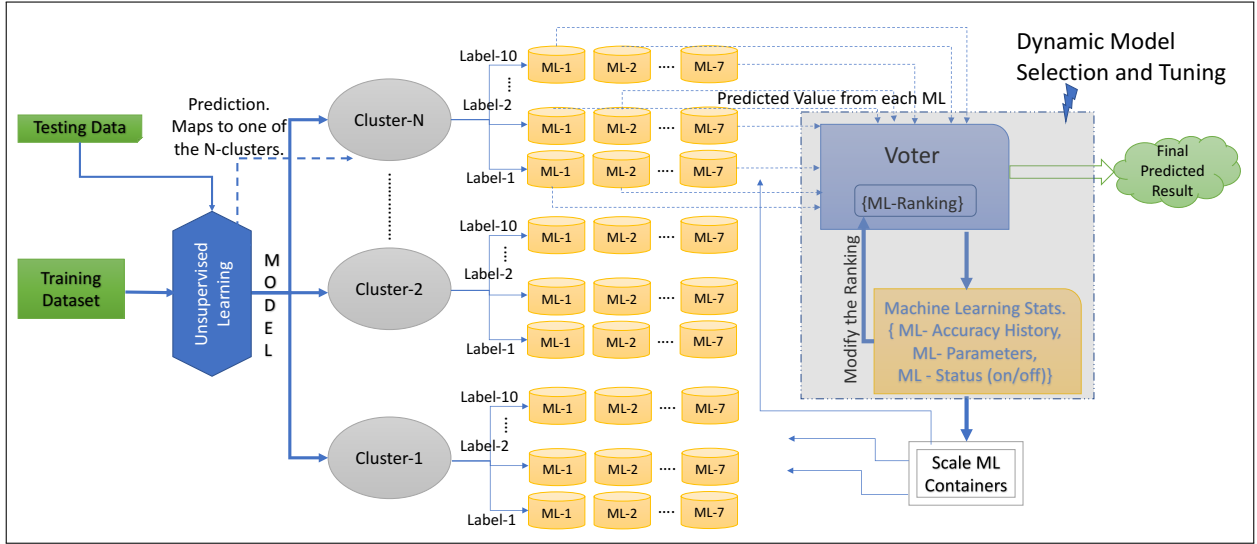 Testing Data
Training
Dataset
Prediction.
Maps to one of
the N-clusters.
Unsupervised
Learning
M
O
D
E
L
Cluster-N
Cluster-2
Cluster-1
Label-10
....
Label-2
Label-1
ML-1 ML-2 .... ML-7
ML-1 ML-2 .... ML-7
ML-1 ML-2 .... ML-7
Label-10
....
Label-2
Label-1
ML-1 ML-2 .... ML-7
ML-1 ML-2 .... ML-7
ML-1 ML-2 .... ML-7
Label-10
....
Label-2
Label-1
ML-1 ML-2 .... ML-7
ML-1 ML-2 .... ML-7
ML-1 ML-2 .... ML-7
Dynamic Model
Selection and Tuning
Predicted Value from each ML
Voter
{ML-Ranking}
Modify the Ranking
Machine Learning Stats.
{ ML- Accuracy History,
ML- Parameters,
ML - Status (on/off)}
Scale ML
Containers
Final
Predicted
Result